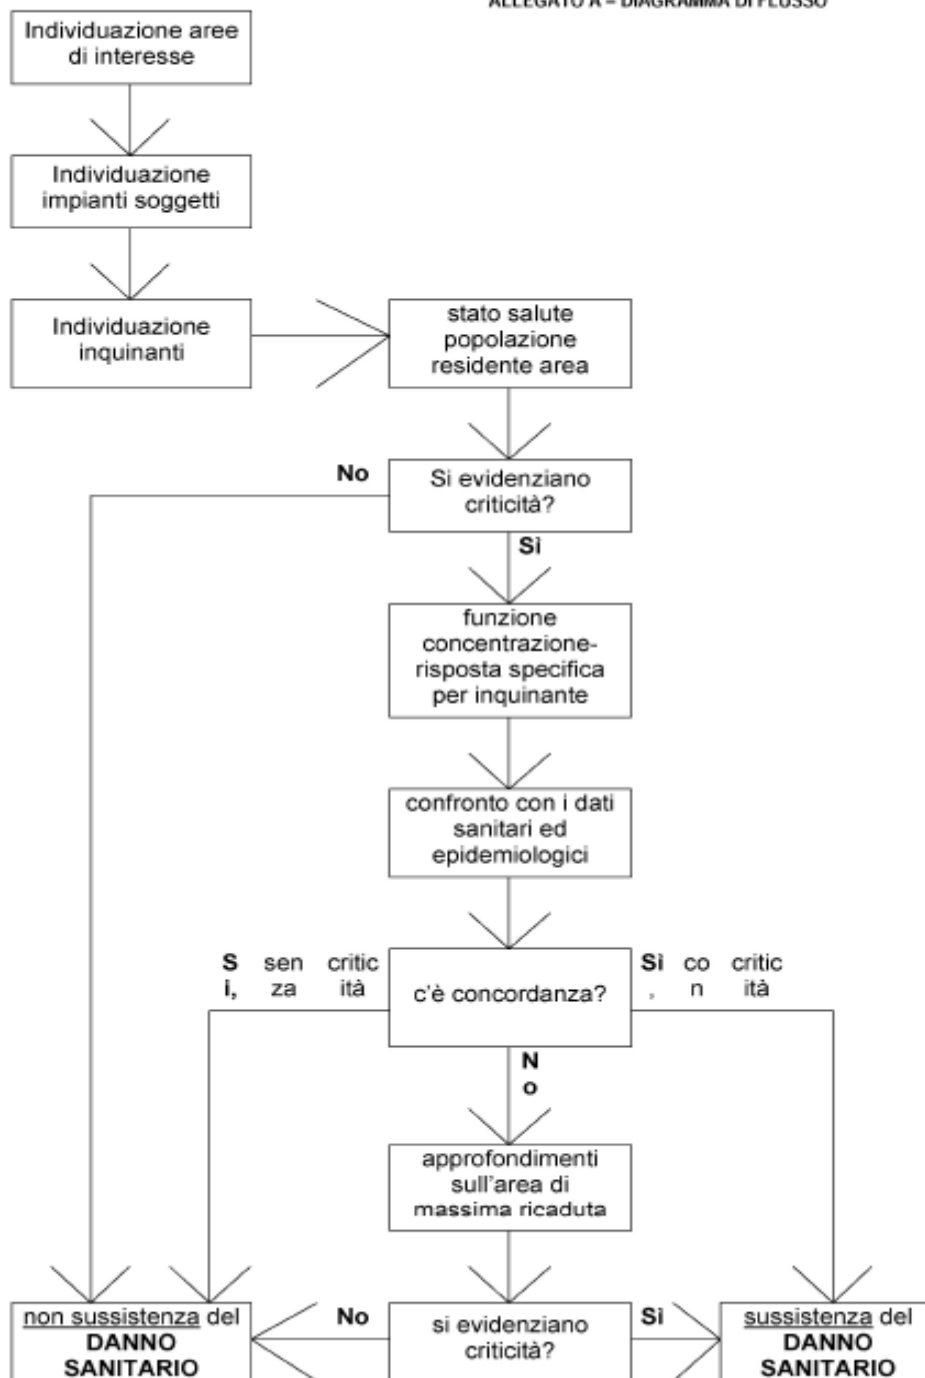 ALLEGATO A – DIAGRAMMA DI FLUSSO
Individuazione aree
di interesse
Individuazione
impianti soggetti
Individuazione
inquinanti
stato salute
popolazione
residente area
No
Si evidenziano
criticità?
Sì
funzione
concentrazione-
risposta specifica
per inquinante
confronto con i dati
sanitari ed
epidemiologici
S sen critic
i, za ità
c'è concordanza?
Sì co critic
, n ità
N
o
approfondimenti
sull'area di
massima ricaduta
non sussistenza del
DANNO
SANITARIO
No
si evidenziano
criticità?
Sì
sussistenza del
DANNO
SANITARIO